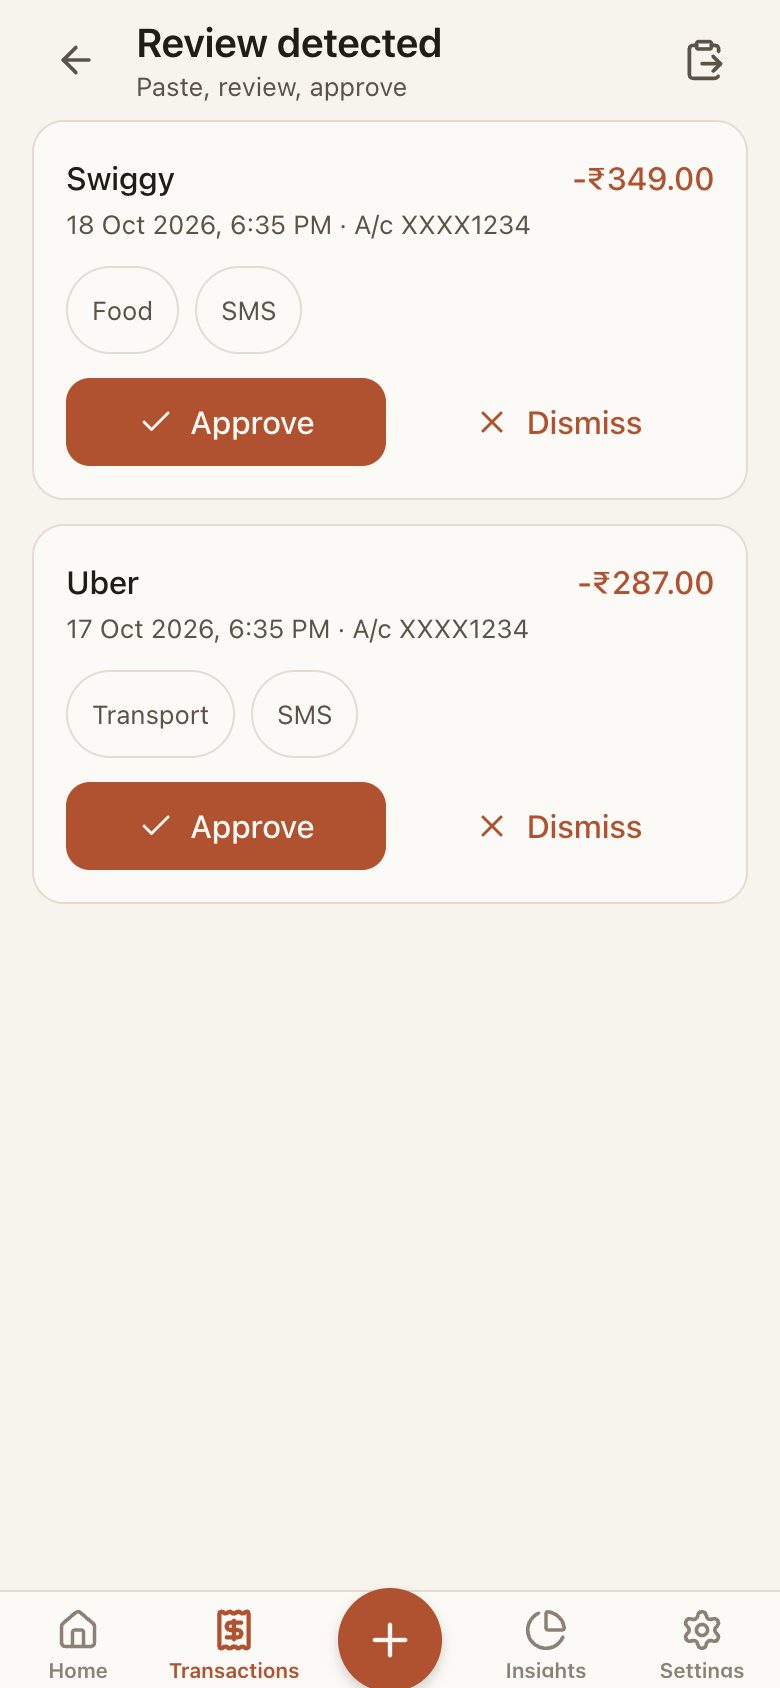 Review detected
Paste, review, approve
Swiggy -₹349.00
18 Oct 2026, 6:35 PM · A/c XXXX1234
Food SMS
Approve Dismiss
Uber -₹287.00
17 Oct 2026, 6:35 PM · A/c XXXX1234
Transport SMS
Approve Dismiss
Home Transactions Insights Settings